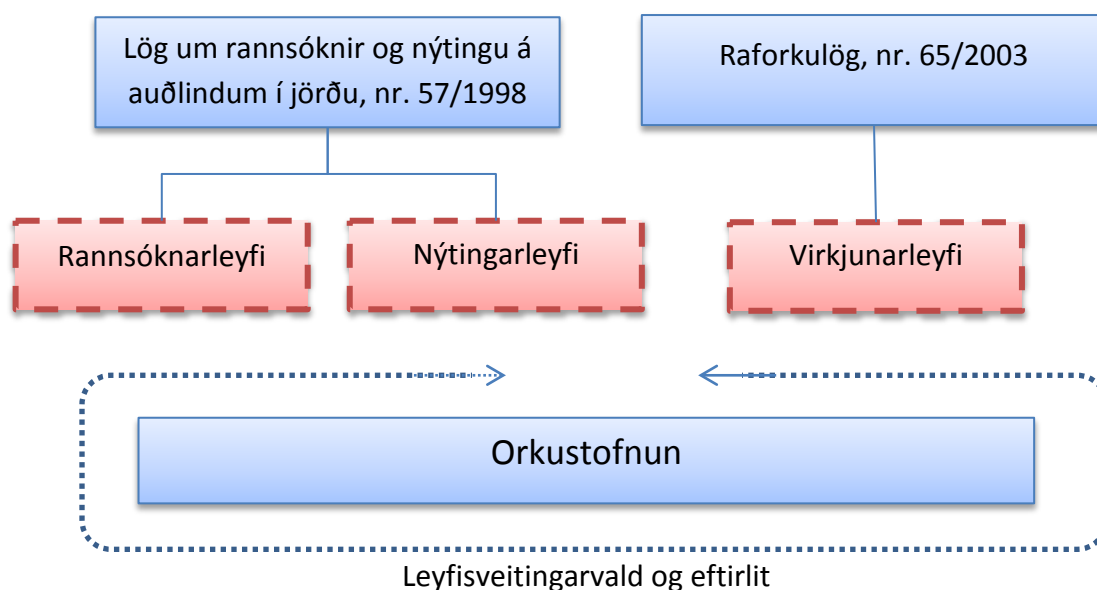 Lög um rannsóknir og nýtingu á
auðlindum í jörðu, nr. 57/1998
Raforkulög, nr. 65/2003
Rannsóknarleyfi
Nýtingarleyfi
Virkjunarleyfi
Orkustofnun
Leyfisveitingarvald og eftirlit